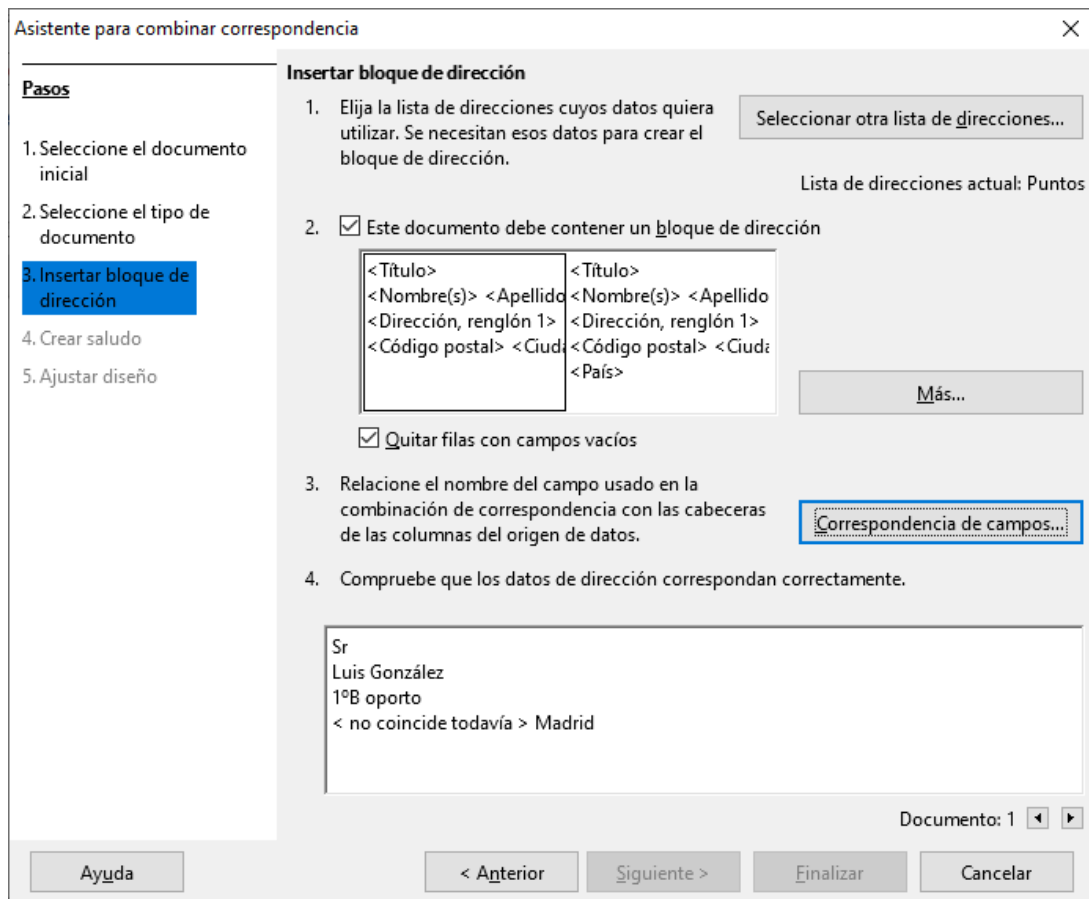 Asistente para combinar correspondencia
Pasos
1. Seleccione el documento
inicial
2. Seleccione el tipo de
documento
3. Insertar bloque de
dirección
4. Crear saludo
5. Ajustar diseño
Insertar bloque de dirección
1. Elija la lista de direcciones cuyos datos quiera
utilizar. Se necesitan esos datos para crear el
bloque de dirección.
Seleccionar otra lista de direcciones...
Lista de direcciones actual: Puntos
2. Este documento debe contener un bloque de dirección
<Título>
<Nombre(s)> <Apellido
<Dirección, renglón 1>
<Código postal> <Ciuda
<Título>
<Nombre(s)> <Apellido
<Dirección, renglón 1>
<Código postal> <Ciuda
<País>
Más...
Quitar filas con campos vacíos
3. Relacione el nombre del campo usado en la
combinación de correspondencia con las cabeceras
de las columnas del origen de datos.
Correspondencia de campos...
4. Compruebe que los datos de dirección correspondan correctamente.
Sr
Luis González
1ºB oporto
< no coincide todavía > Madrid
Documento: 1
Ayuda
< Anterior
Siguiente >
Finalizar
Cancelar